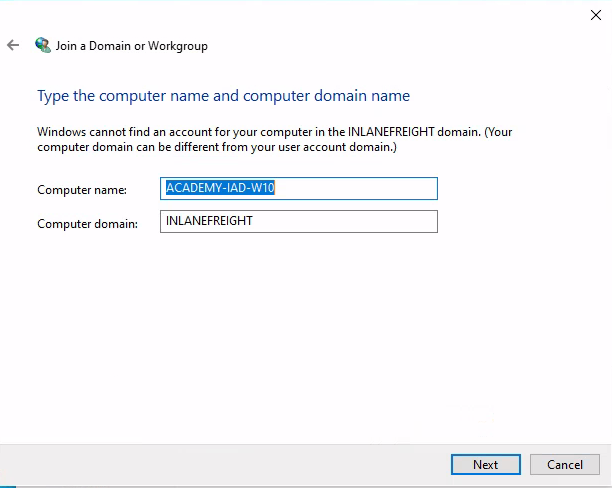 Join a Domain or Workgroup
Type the computer name and computer domain name
Windows cannot find an account for your computer in the INLANEFREIGHT domain. (Your
computer domain can be different from your user account domain.)
Computer name: ACADEMY-IAD-W10
Computer domain: INLANEFREIGHT
Next Cancel